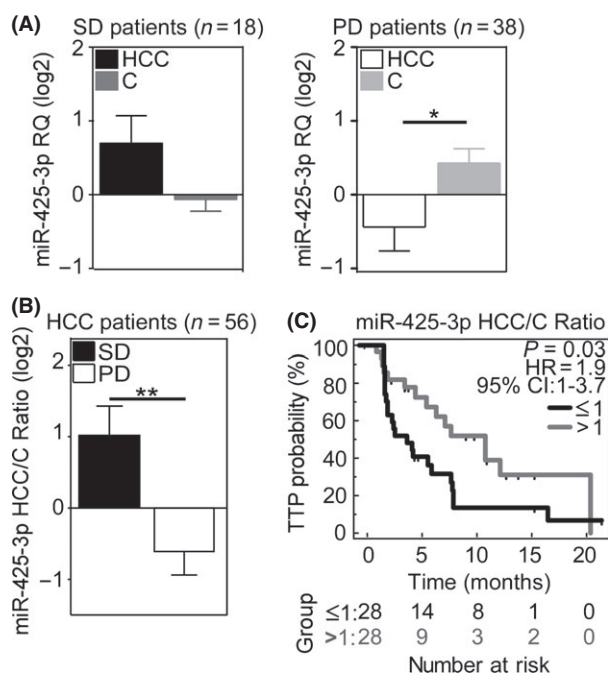 (A)
SD patients (n = 18)
miR-425-3p RQ (log2)
2
1
0
−1
HCC
C
PD patients (n = 38)
miR-425-3p RQ (log2)
2
1
0
−1
HCC
C
*
(B)
HCC patients (n = 56)
miR-425-3p HCC/C Ratio (log2)
2
1
0
−1
SD
PD
**
(C)
miR-425-3p HCC/C Ratio
TTP probability (%)
100
80
60
40
20
0
P = 0.03
HR = 1.9
95% CI:1-3.7
≤ 1
> 1
0 5 10 15 20
Time (months)
Group
≤1:28 14 8 1 0
>1:28 9 3 2 0
Number at risk